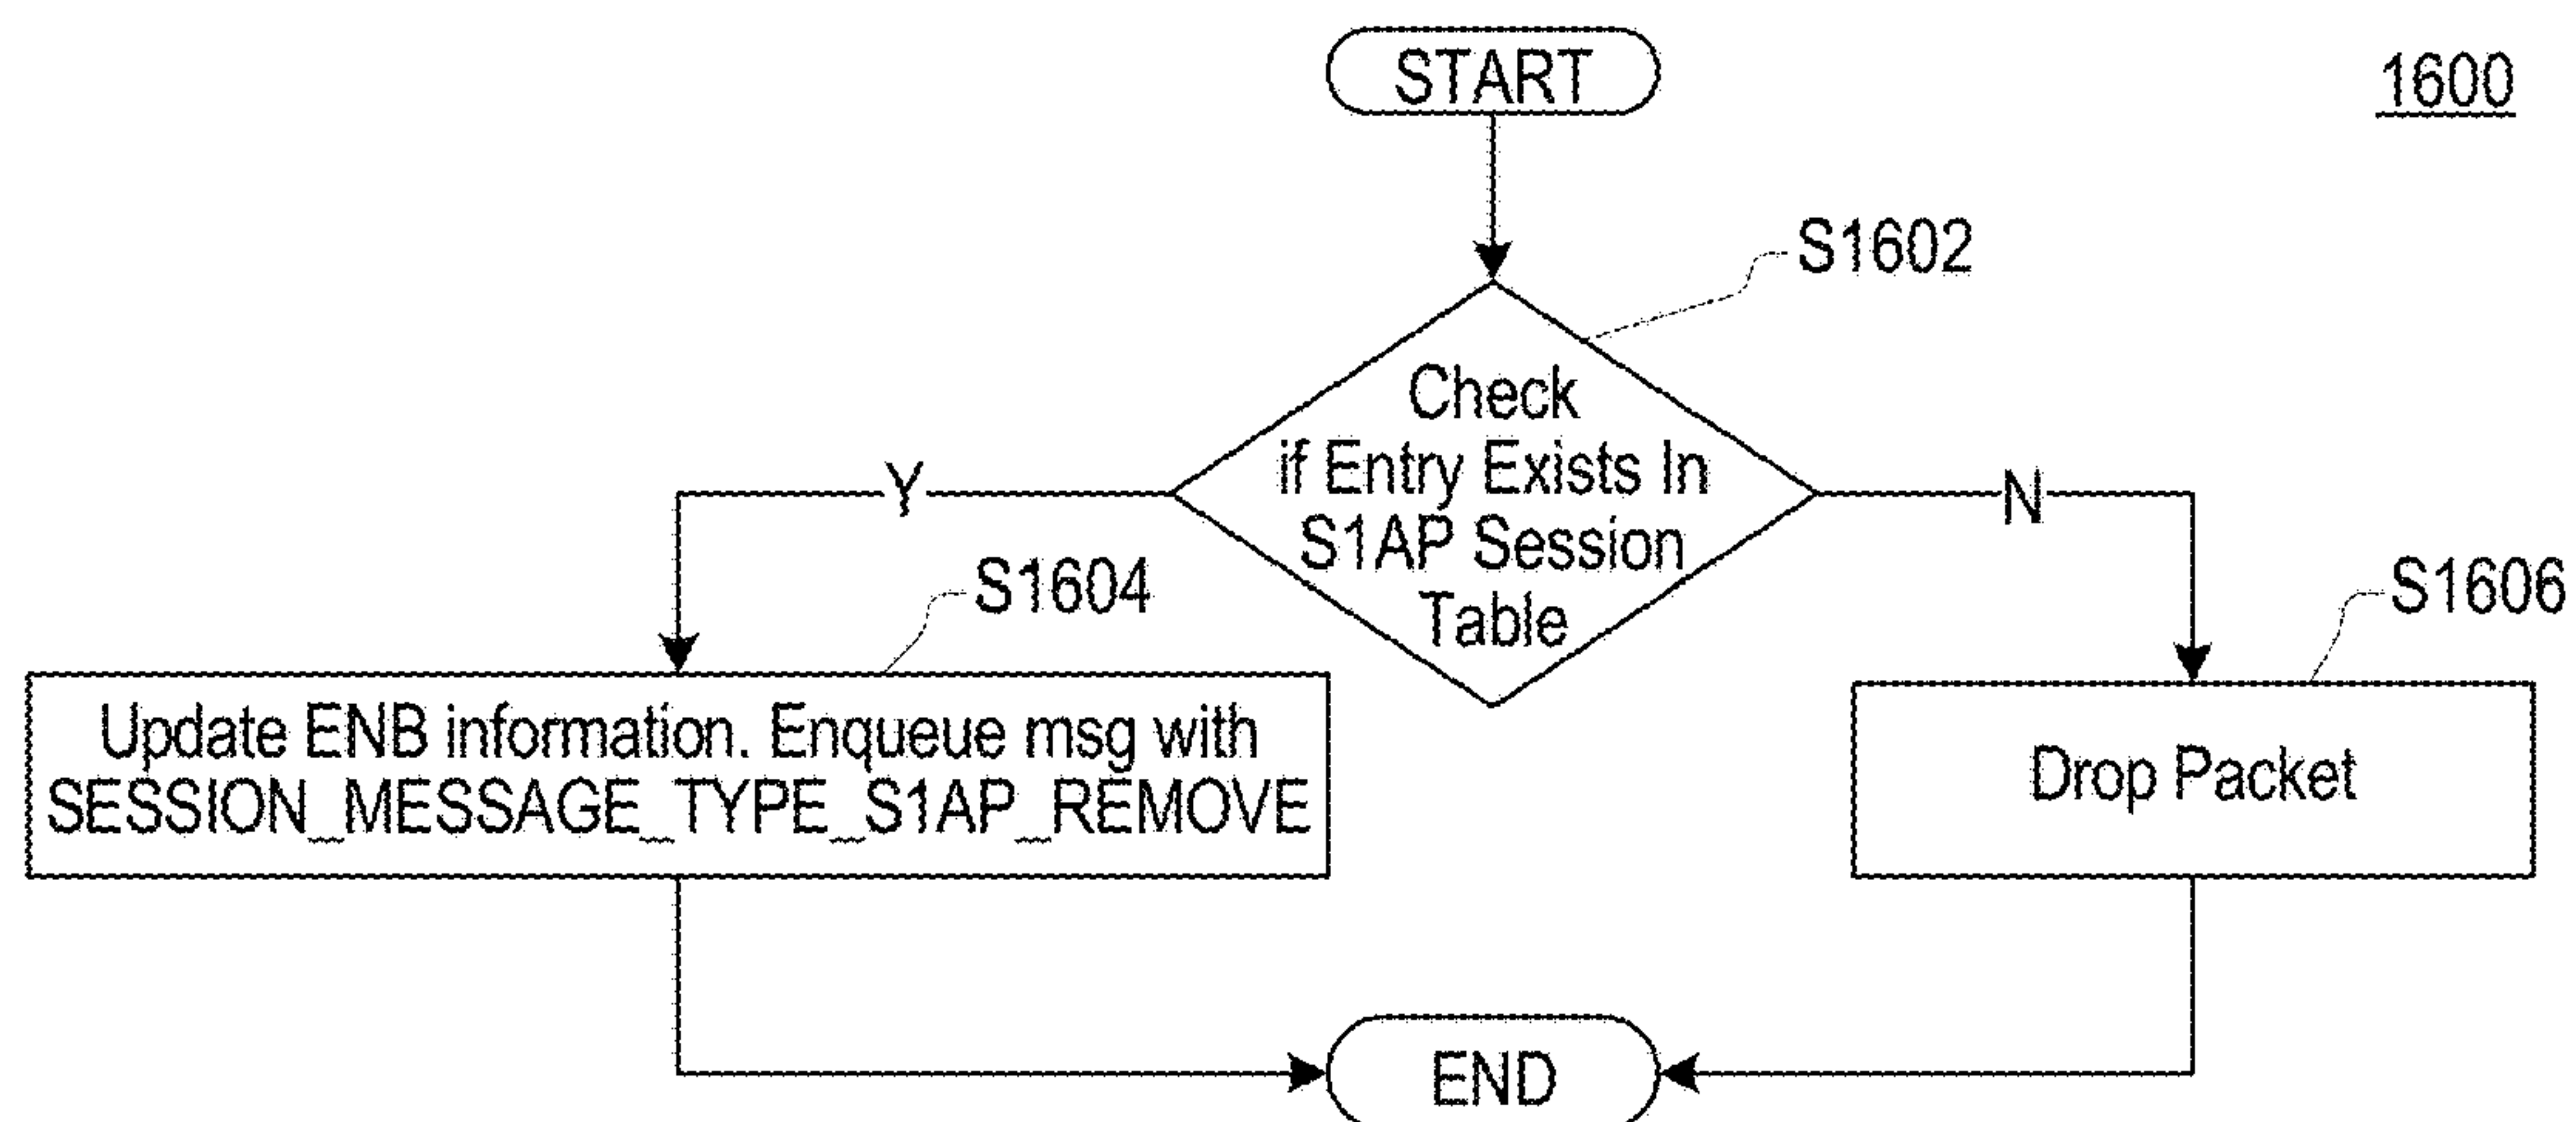 START
1600
S1602
Check
if Entry Exists In
S1AP Session
Table
Y
N
S1604
S1606
Update ENB information. Enqueue msg with
SESSION_MESSAGE_TYPE_S1AP_REMOVE
Drop Packet
END